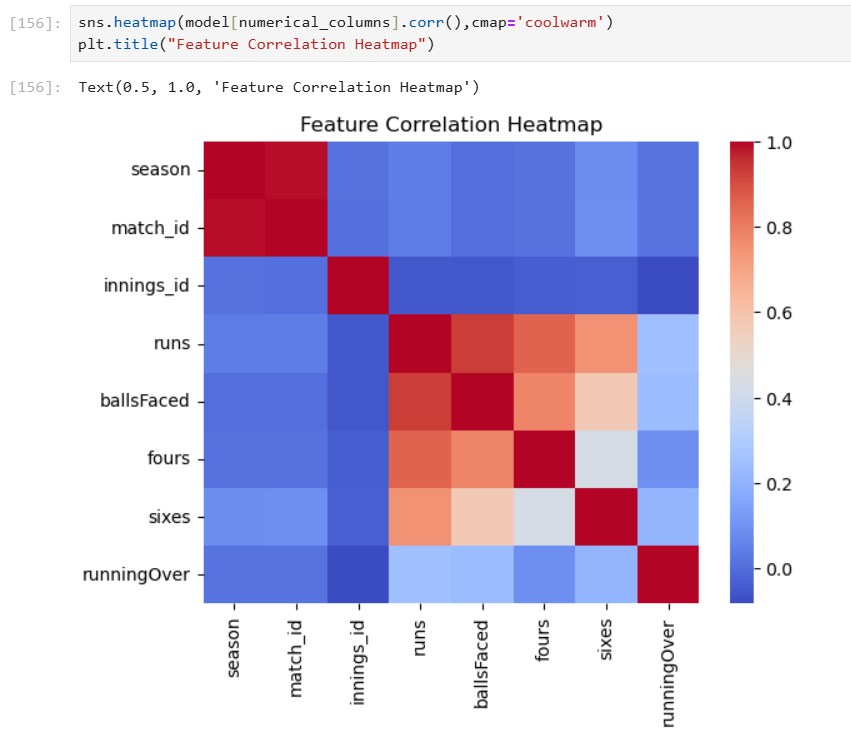 [156]: sns.heatmap(model[numerical_columns].corr(),cmap='coolwarm')
plt.title("Feature Correlation Heatmap")
[156]: Text(0.5, 1.0, 'Feature Correlation Heatmap')
Feature Correlation Heatmap
season
match_id
innings_id
runs
ballsFaced
fours
sixes
runningOver
season
match_id
innings_id
runs
ballsFaced
fours
sixes
runningOver
1.0
0.8
0.6
0.4
0.2
0.0